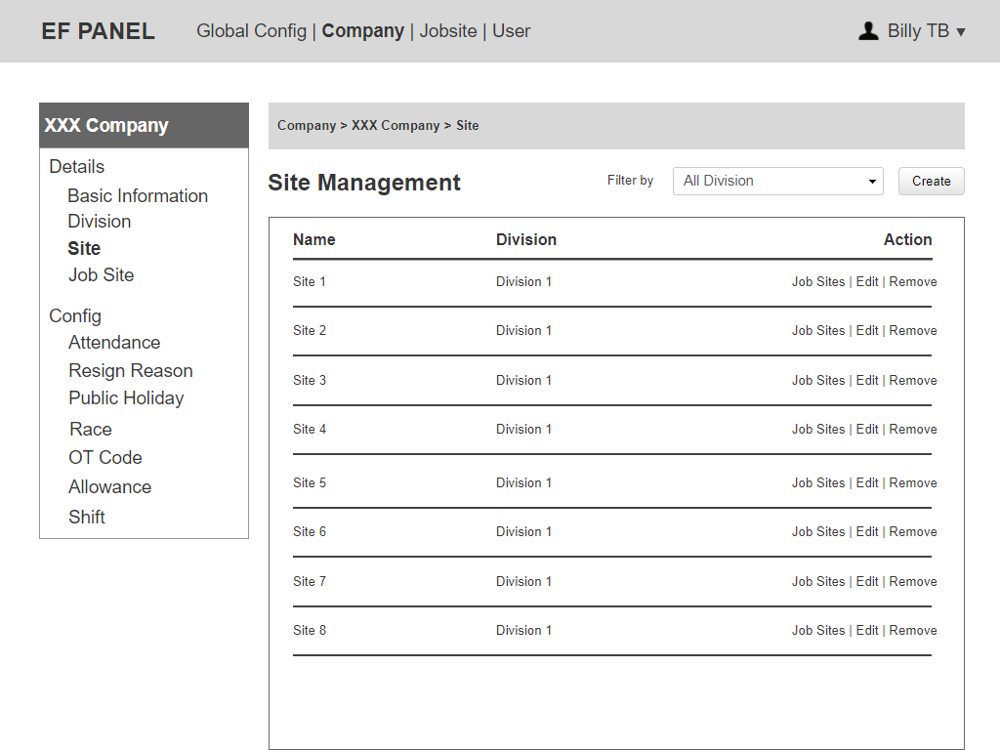 EF PANEL Global Config | Company | Jobsite | User Billy TB ▼
XXX Company
Details
Basic Information
Division
Site
Job Site
Config
Attendance
Resign Reason
Public Holiday
Race
OT Code
Allowance
Shift
Company > XXX Company > Site
Site Management Filter by All Division Create
Name Division Action
Site 1 Division 1 Job Sites | Edit | Remove
Site 2 Division 1 Job Sites | Edit | Remove
Site 3 Division 1 Job Sites | Edit | Remove
Site 4 Division 1 Job Sites | Edit | Remove
Site 5 Division 1 Job Sites | Edit | Remove
Site 6 Division 1 Job Sites | Edit | Remove
Site 7 Division 1 Job Sites | Edit | Remove
Site 8 Division 1 Job Sites | Edit | Remove